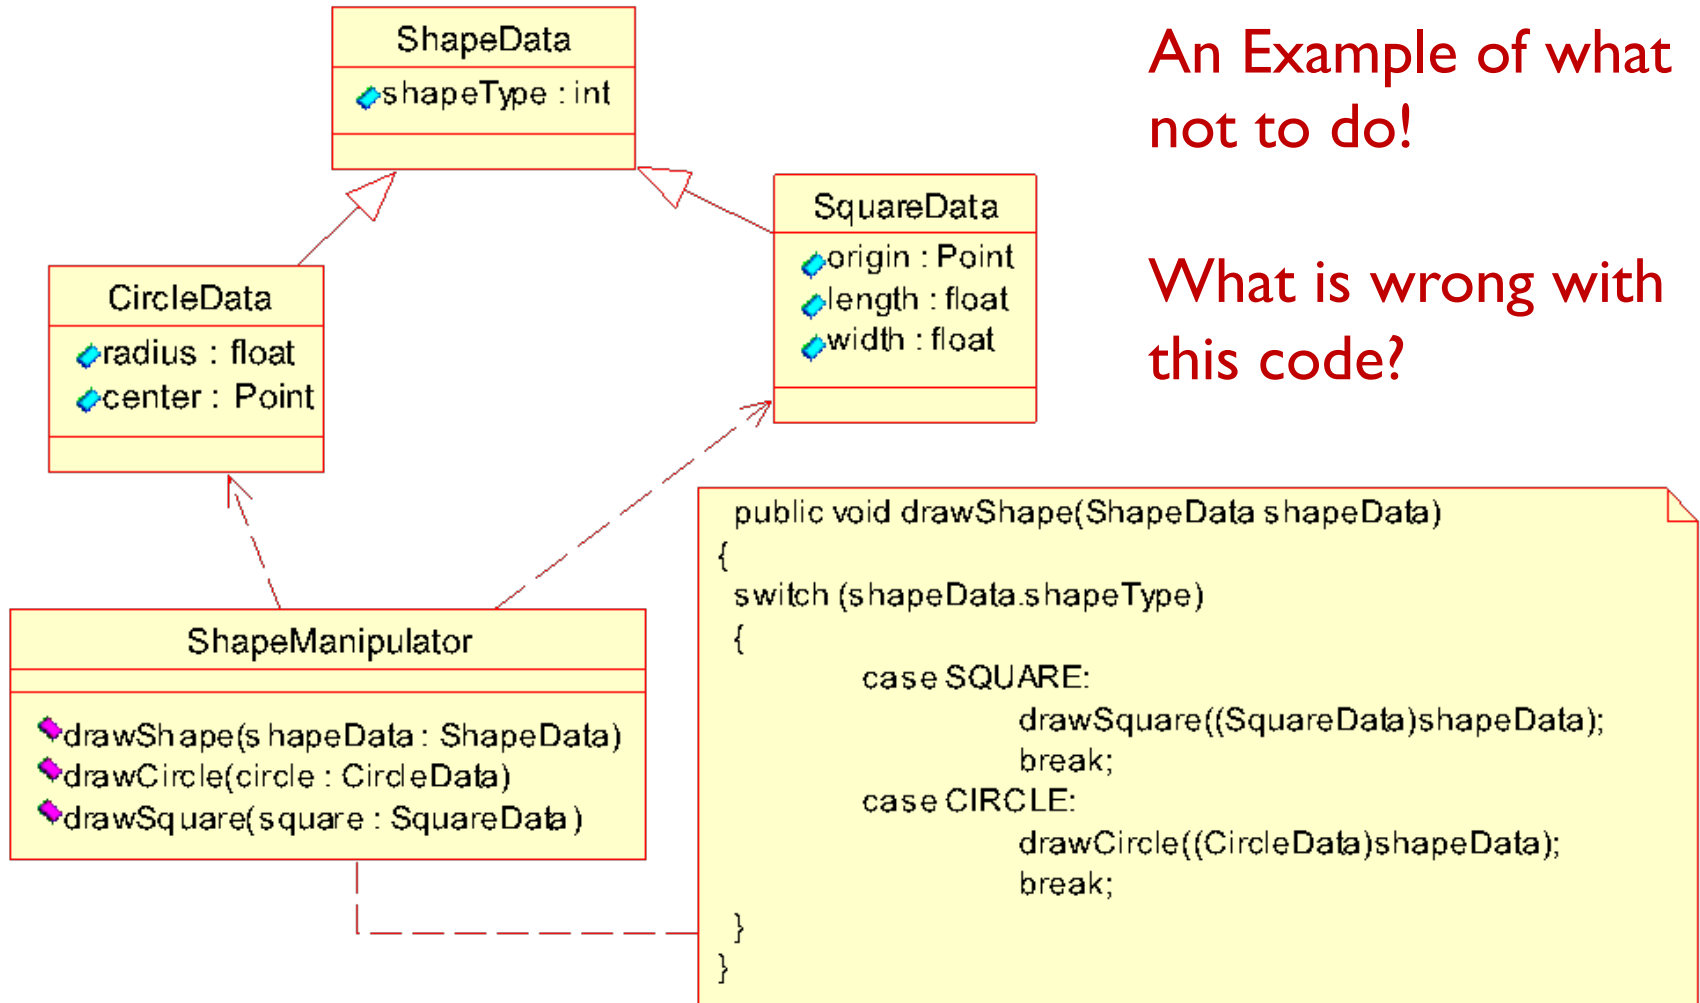 ShapeData
shapeType : int
An Example of what
not to do!
SquareData
origin : Point
length : float
width : float
What is wrong with
this code?
CircleData
radius : float
center : Point
ShapeManipulator
drawShape(shapeData : ShapeData)
drawCircle(circle : CircleData)
drawSquare(square : SquareData)
public void drawShape(ShapeData shapeData)
{
switch (shapeData.shapeType)
{
case SQUARE:
drawSquare((SquareData)shapeData);
break;
case CIRCLE:
drawCircle((CircleData)shapeData);
break;
}
}